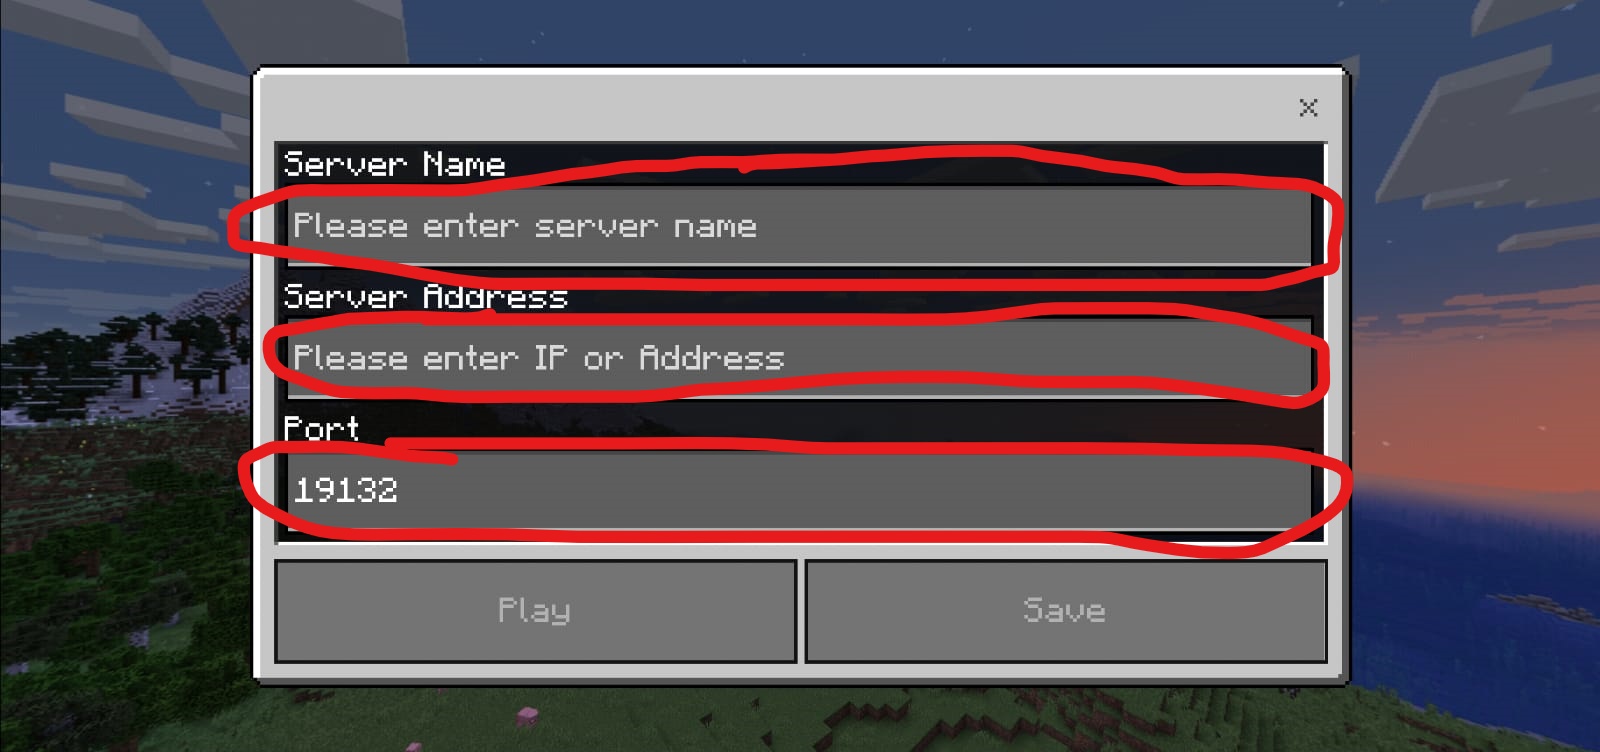 Server Name
Please enter server name
Server Address
Please enter IP or Address
Port
19132
Play
Save